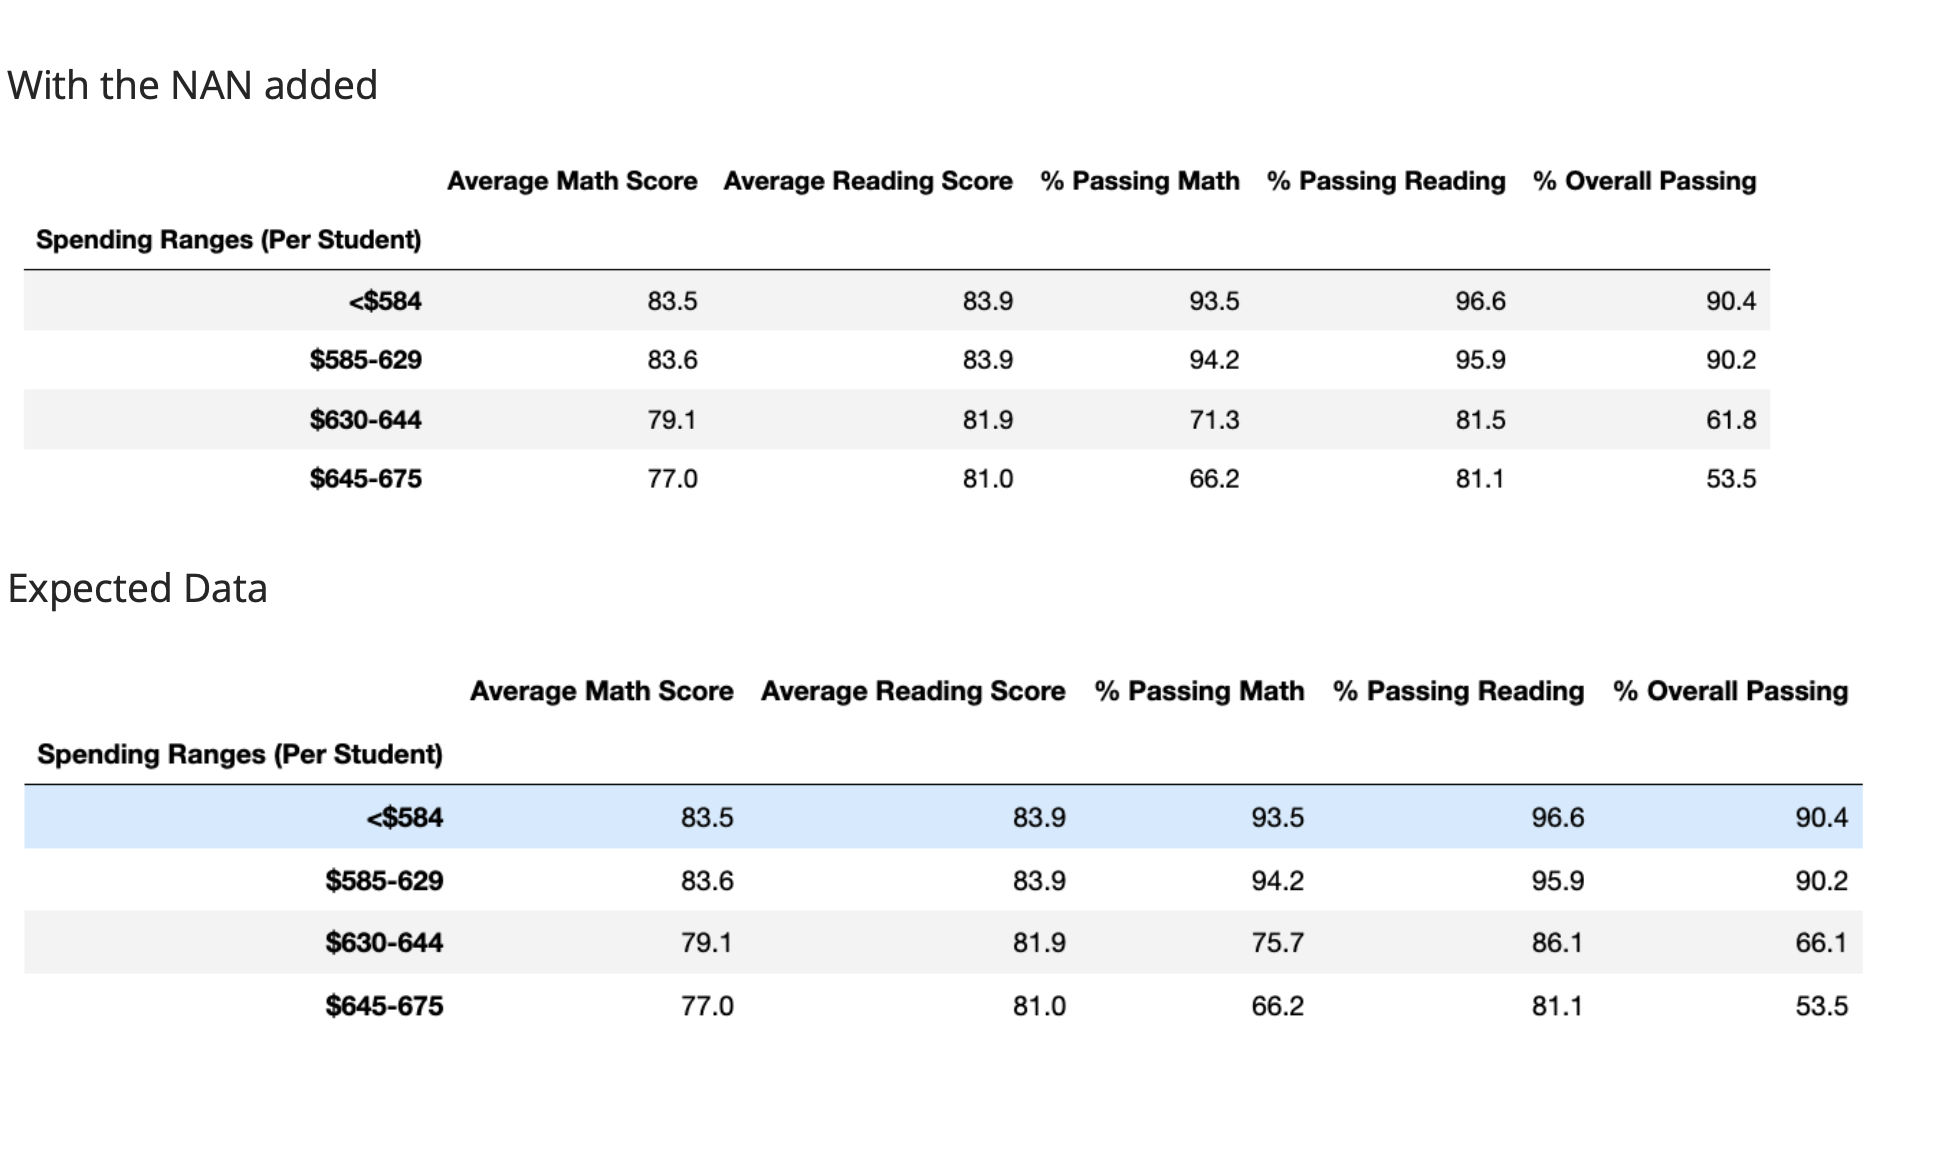 With the NAN added
Average Math Score Average Reading Score % Passing Math % Passing Reading % Overall Passing
Spending Ranges (Per Student)
<$584 83.5 83.9 93.5 96.6 90.4
$585-629 83.6 83.9 94.2 95.9 90.2
$630-644 79.1 81.9 71.3 81.5 61.8
$645-675 77.0 81.0 66.2 81.1 53.5
Expected Data
Average Math Score Average Reading Score % Passing Math % Passing Reading % Overall Passing
Spending Ranges (Per Student)
<$584 83.5 83.9 93.5 96.6 90.4
$585-629 83.6 83.9 94.2 95.9 90.2
$630-644 79.1 81.9 75.7 86.1 66.1
$645-675 77.0 81.0 66.2 81.1 53.5